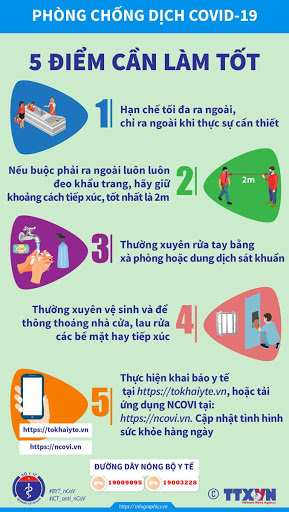 PHÒNG CHỐNG DỊCH COVID-19
5 ĐIỂM CẦN LÀM TỐT
1
Hạn chế tối đa ra ngoài,
chỉ ra ngoài khi thực sự cần thiết
Nếu buộc phải ra ngoài luôn luôn
đeo khẩu trang, hãy giữ
khoảng cách tiếp xúc, tốt nhất là 2m
2
2m
3
Thường xuyên rửa tay bằng
xà phòng hoặc dung dịch sát khuẩn
Thường xuyên vệ sinh và để
thông thoáng nhà cửa, lau rửa
các bề mặt hay tiếp xúc
4
5
Thực hiện khai báo y tế
tại https://tokhaiyte.vn, hoặc tải
ứng dụng NCOVI tại:
https://ncovi.vn. Cập nhật tình hình
sức khỏe hàng ngày
https://tokhaiyte.vn
https://ncovi.vn
ĐƯỜNG DÂY NÓNG BỘ Y TẾ
19009095
19003228
BỘ Y TẾ
#BYT_nCoV
#ICT_anti_nCoV
© TTXVN
https://infographics.vn